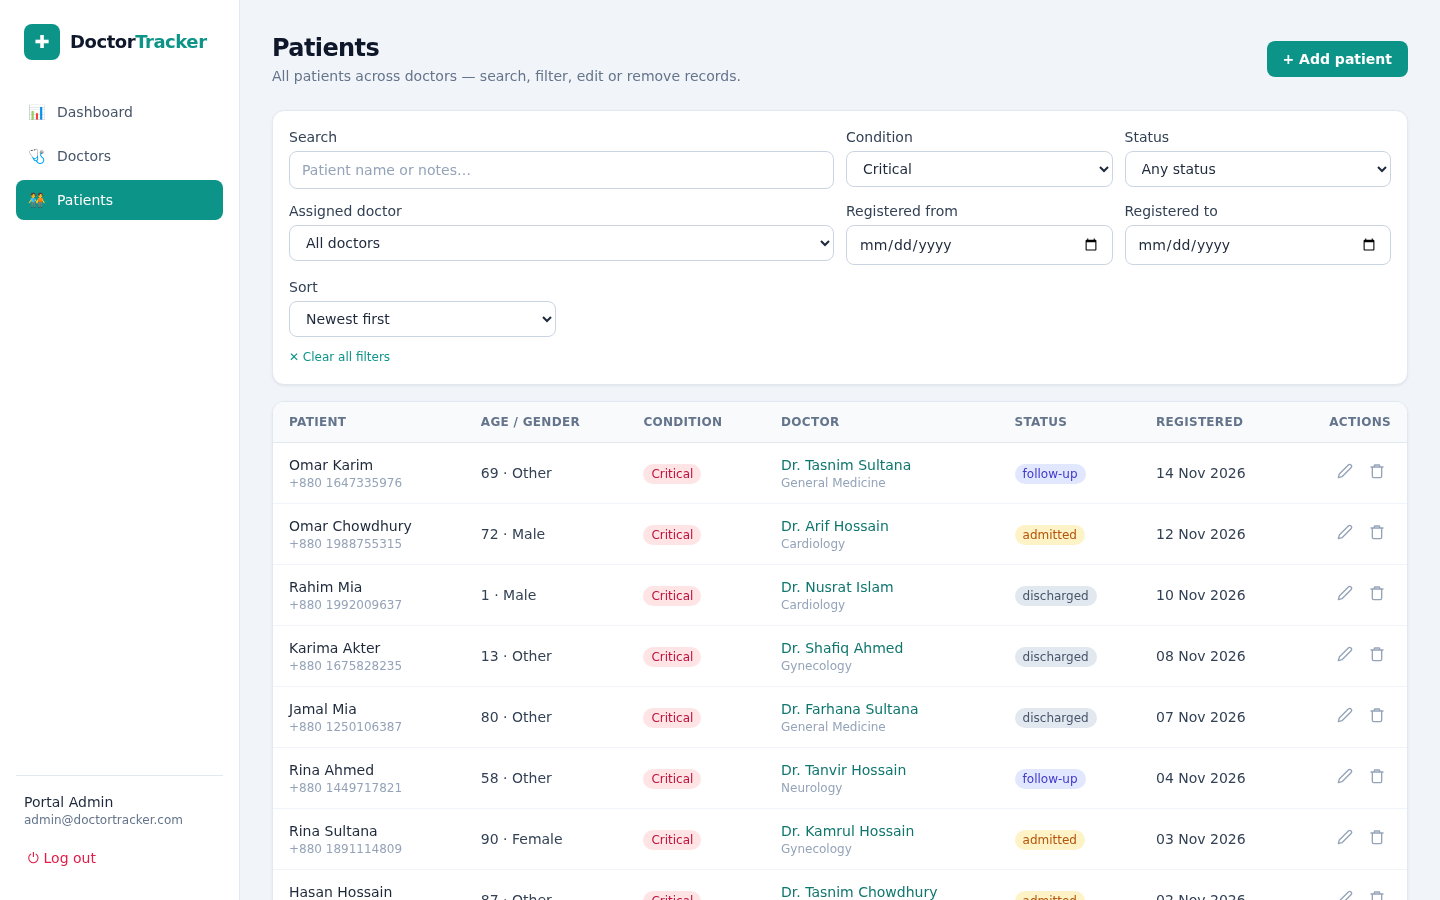 DoctorTracker
Dashboard
Doctors
Patients
Portal Admin
admin@doctortracker.com
Log out
Patients
All patients across doctors — search, filter, edit or remove records.
+ Add patient
Search
Condition
Status
Patient name or notes...
Critical
Any status
Assigned doctor
Registered from
Registered to
All doctors
mm/dd/yyyy
mm/dd/yyyy
Sort
Newest first
✕ Clear all filters
PATIENT AGE / GENDER CONDITION DOCTOR STATUS REGISTERED ACTIONS
Omar Karim
+880 1647335976
69 · Other
Critical
Dr. Tasnim Sultana
General Medicine
follow-up
14 Nov 2026
Omar Chowdhury
+880 1988755315
72 · Male
Critical
Dr. Arif Hossain
Cardiology
admitted
12 Nov 2026
Rahim Mia
+880 1992009637
1 · Male
Critical
Dr. Nusrat Islam
Cardiology
discharged
10 Nov 2026
Karima Akter
+880 1675828235
13 · Other
Critical
Dr. Shafiq Ahmed
Gynecology
discharged
08 Nov 2026
Jamal Mia
+880 1250106387
80 · Other
Critical
Dr. Farhana Sultana
General Medicine
discharged
07 Nov 2026
Rina Ahmed
+880 1449717821
58 · Other
Critical
Dr. Tanvir Hossain
Neurology
follow-up
04 Nov 2026
Rina Sultana
+880 1891114809
90 · Female
Critical
Dr. Kamrul Hossain
Gynecology
admitted
03 Nov 2026
Hasan Hossain
87 · Other
Critical
Dr. Tasnim Chowdhury
admitted
02 Nov 2026